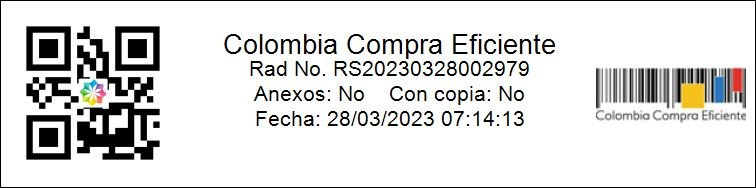 Colombia Compra Eficiente
Rad No. RS20230328002979
Anexos: No Con copia: No
Fecha: 28/03/2023 07:14:13
Colombia Compra Eficiente